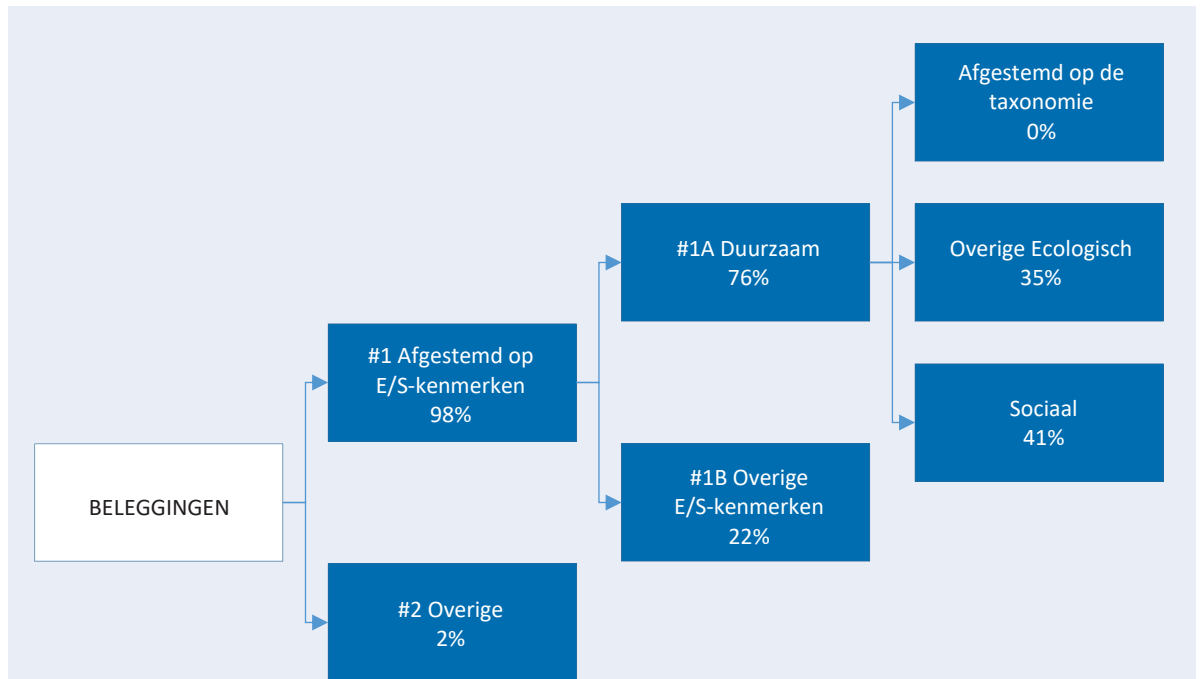 BELEGGINGEN
#1 Afgestemd op
E/S-kenmerken
98%
#2 Overige
2%
#1A Duurzaam
76%
#1B Overige
E/S-kenmerken
22%
Afgestemd op de
taxonomie
0%
Overige Ecologisch
35%
Sociaal
41%